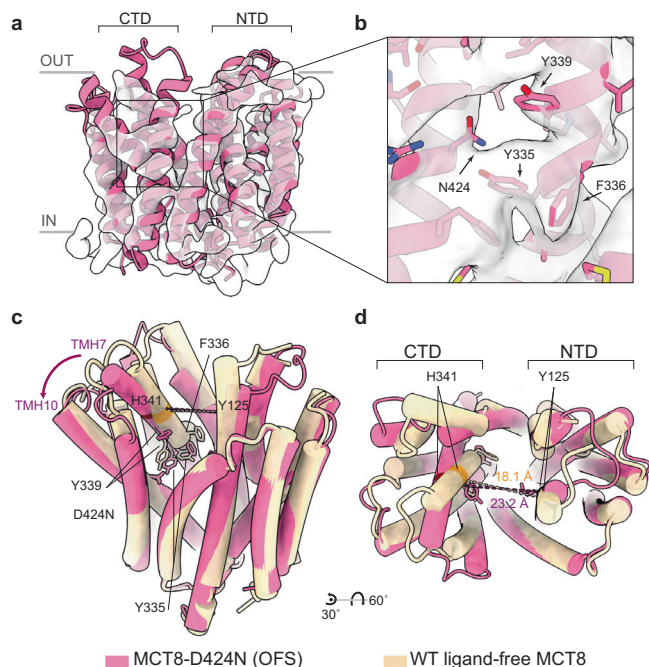 a
CTD
NTD
OUT
IN
b
Y339
Y335
N424
F336
c
TMH7
TMH10
F336
H341
Y125
Y339
D424N
Y335
30°
60°
d
CTD
NTD
H341
Y125
18.1 Å
23.2 Å
MCT8-D424N (OFS)
WT ligand-free MCT8